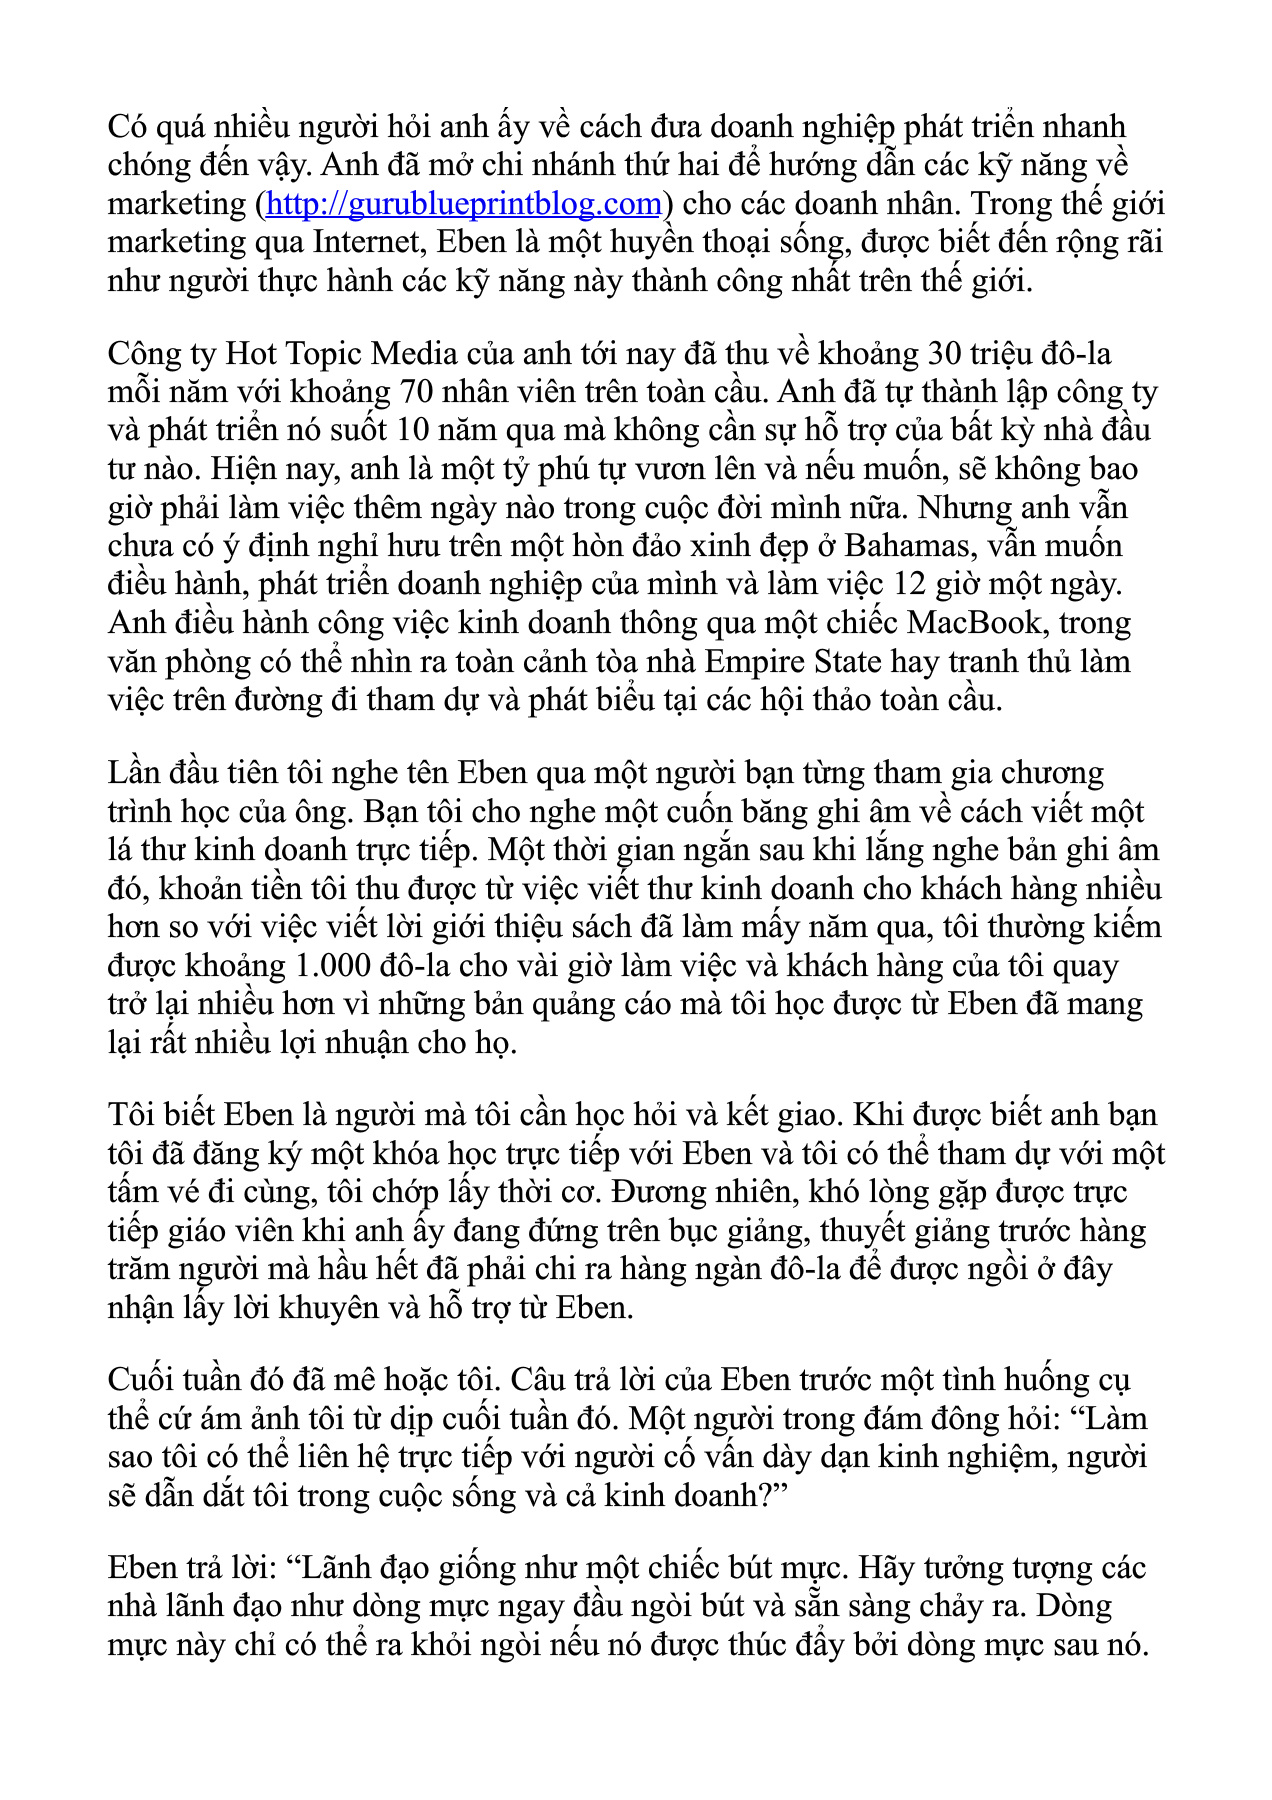 Có quá nhiều người hỏi anh ấy về cách đưa doanh nghiệp phát triển nhanh
chóng đến vậy. Anh đã mở chi nhánh thứ hai để hướng dẫn các kỹ năng về
marketing (http://gurublueprintblog.com) cho các doanh nhân. Trong thế giới
marketing qua Internet, Eben là một huyền thoại sống, được biết đến rộng rãi
như người thực hành các kỹ năng này thành công nhất trên thế giới.
Công ty Hot Topic Media của anh tới nay đã thu về khoảng 30 triệu đô-la
mỗi năm với khoảng 70 nhân viên trên toàn cầu. Anh đã tự thành lập công ty
và phát triển nó suốt 10 năm qua mà không cần sự hỗ trợ của bất kỳ nhà đầu
tư nào. Hiện nay, anh là một tỷ phú tự vươn lên và nếu muốn, sẽ không bao
giờ phải làm việc thêm ngày nào trong cuộc đời mình nữa. Nhưng anh vẫn
chưa có ý định nghỉ hưu trên một hòn đảo xinh đẹp ở Bahamas, vẫn muốn
điều hành, phát triển doanh nghiệp của mình và làm việc 12 giờ một ngày.
Anh điều hành công việc kinh doanh thông qua một chiếc MacBook, trong
văn phòng có thể nhìn ra toàn cảnh tòa nhà Empire State hay tranh thủ làm
việc trên đường đi tham dự và phát biểu tại các hội thảo toàn cầu.
Lần đầu tiên tôi nghe tên Eben qua một người bạn từng tham gia chương
trình học của ông. Bạn tôi cho nghe một cuốn băng ghi âm về cách viết một
lá thư kinh doanh trực tiếp. Một thời gian ngắn sau khi lắng nghe bản ghi âm
đó, khoản tiền tôi thu được từ việc viết thư kinh doanh cho khách hàng nhiều
hơn so với việc viết lời giới thiệu sách đã làm mấy năm qua, tôi thường kiếm
được khoảng 1.000 đô-la cho vài giờ làm việc và khách hàng của tôi quay
trở lại nhiều hơn vì những bản quảng cáo mà tôi học được từ Eben đã mang
lại rất nhiều lợi nhuận cho họ.
Tôi biết Eben là người mà tôi cần học hỏi và kết giao. Khi được biết anh bạn
tôi đã đăng ký một khóa học trực tiếp với Eben và tôi có thể tham dự với một
tấm vé đi cùng, tôi chớp lấy thời cơ. Đương nhiên, khó lòng gặp được trực
tiếp giáo viên khi anh ấy đang đứng trên bục giảng, thuyết giảng trước hàng
trăm người mà hầu hết đã phải chi ra hàng ngàn đô-la để được ngồi ở đây
nhận lấy lời khuyên và hỗ trợ từ Eben.
Cuối tuần đó đã mê hoặc tôi. Câu trả lời của Eben trước một tình huống cụ
thể cứ ám ảnh tôi từ dịp cuối tuần đó. Một người trong đám đông hỏi: “Làm
sao tôi có thể liên hệ trực tiếp với người cố vấn dày dạn kinh nghiệm, người
sẽ dẫn dắt tôi trong cuộc sống và cả kinh doanh?”
Eben trả lời: “Lãnh đạo giống như một chiếc bút mực. Hãy tưởng tượng các
nhà lãnh đạo như dòng mực ngay đầu ngòi bút và sẵn sàng chảy ra. Dòng
mực này chỉ có thể ra khỏi ngòi nếu nó được thúc đẩy bởi dòng mực sau nó.